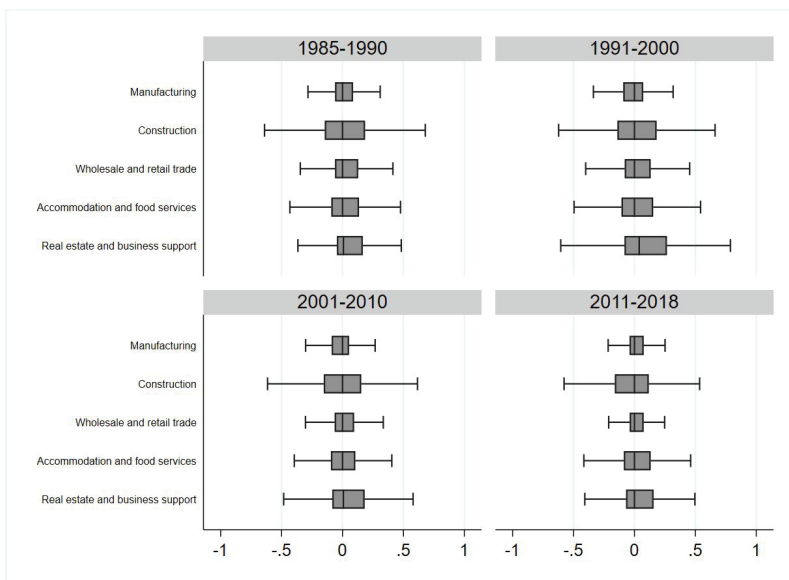 1985-1990
1991-2000
Manufacturing
Construction
Wholesale and retail trade
Accommodation and food services
Real estate and business support
2001-2010
2011-2018
Manufacturing
Construction
Wholesale and retail trade
Accommodation and food services
Real estate and business support
-1 -.5 0 .5 1
-1 -.5 0 .5 1